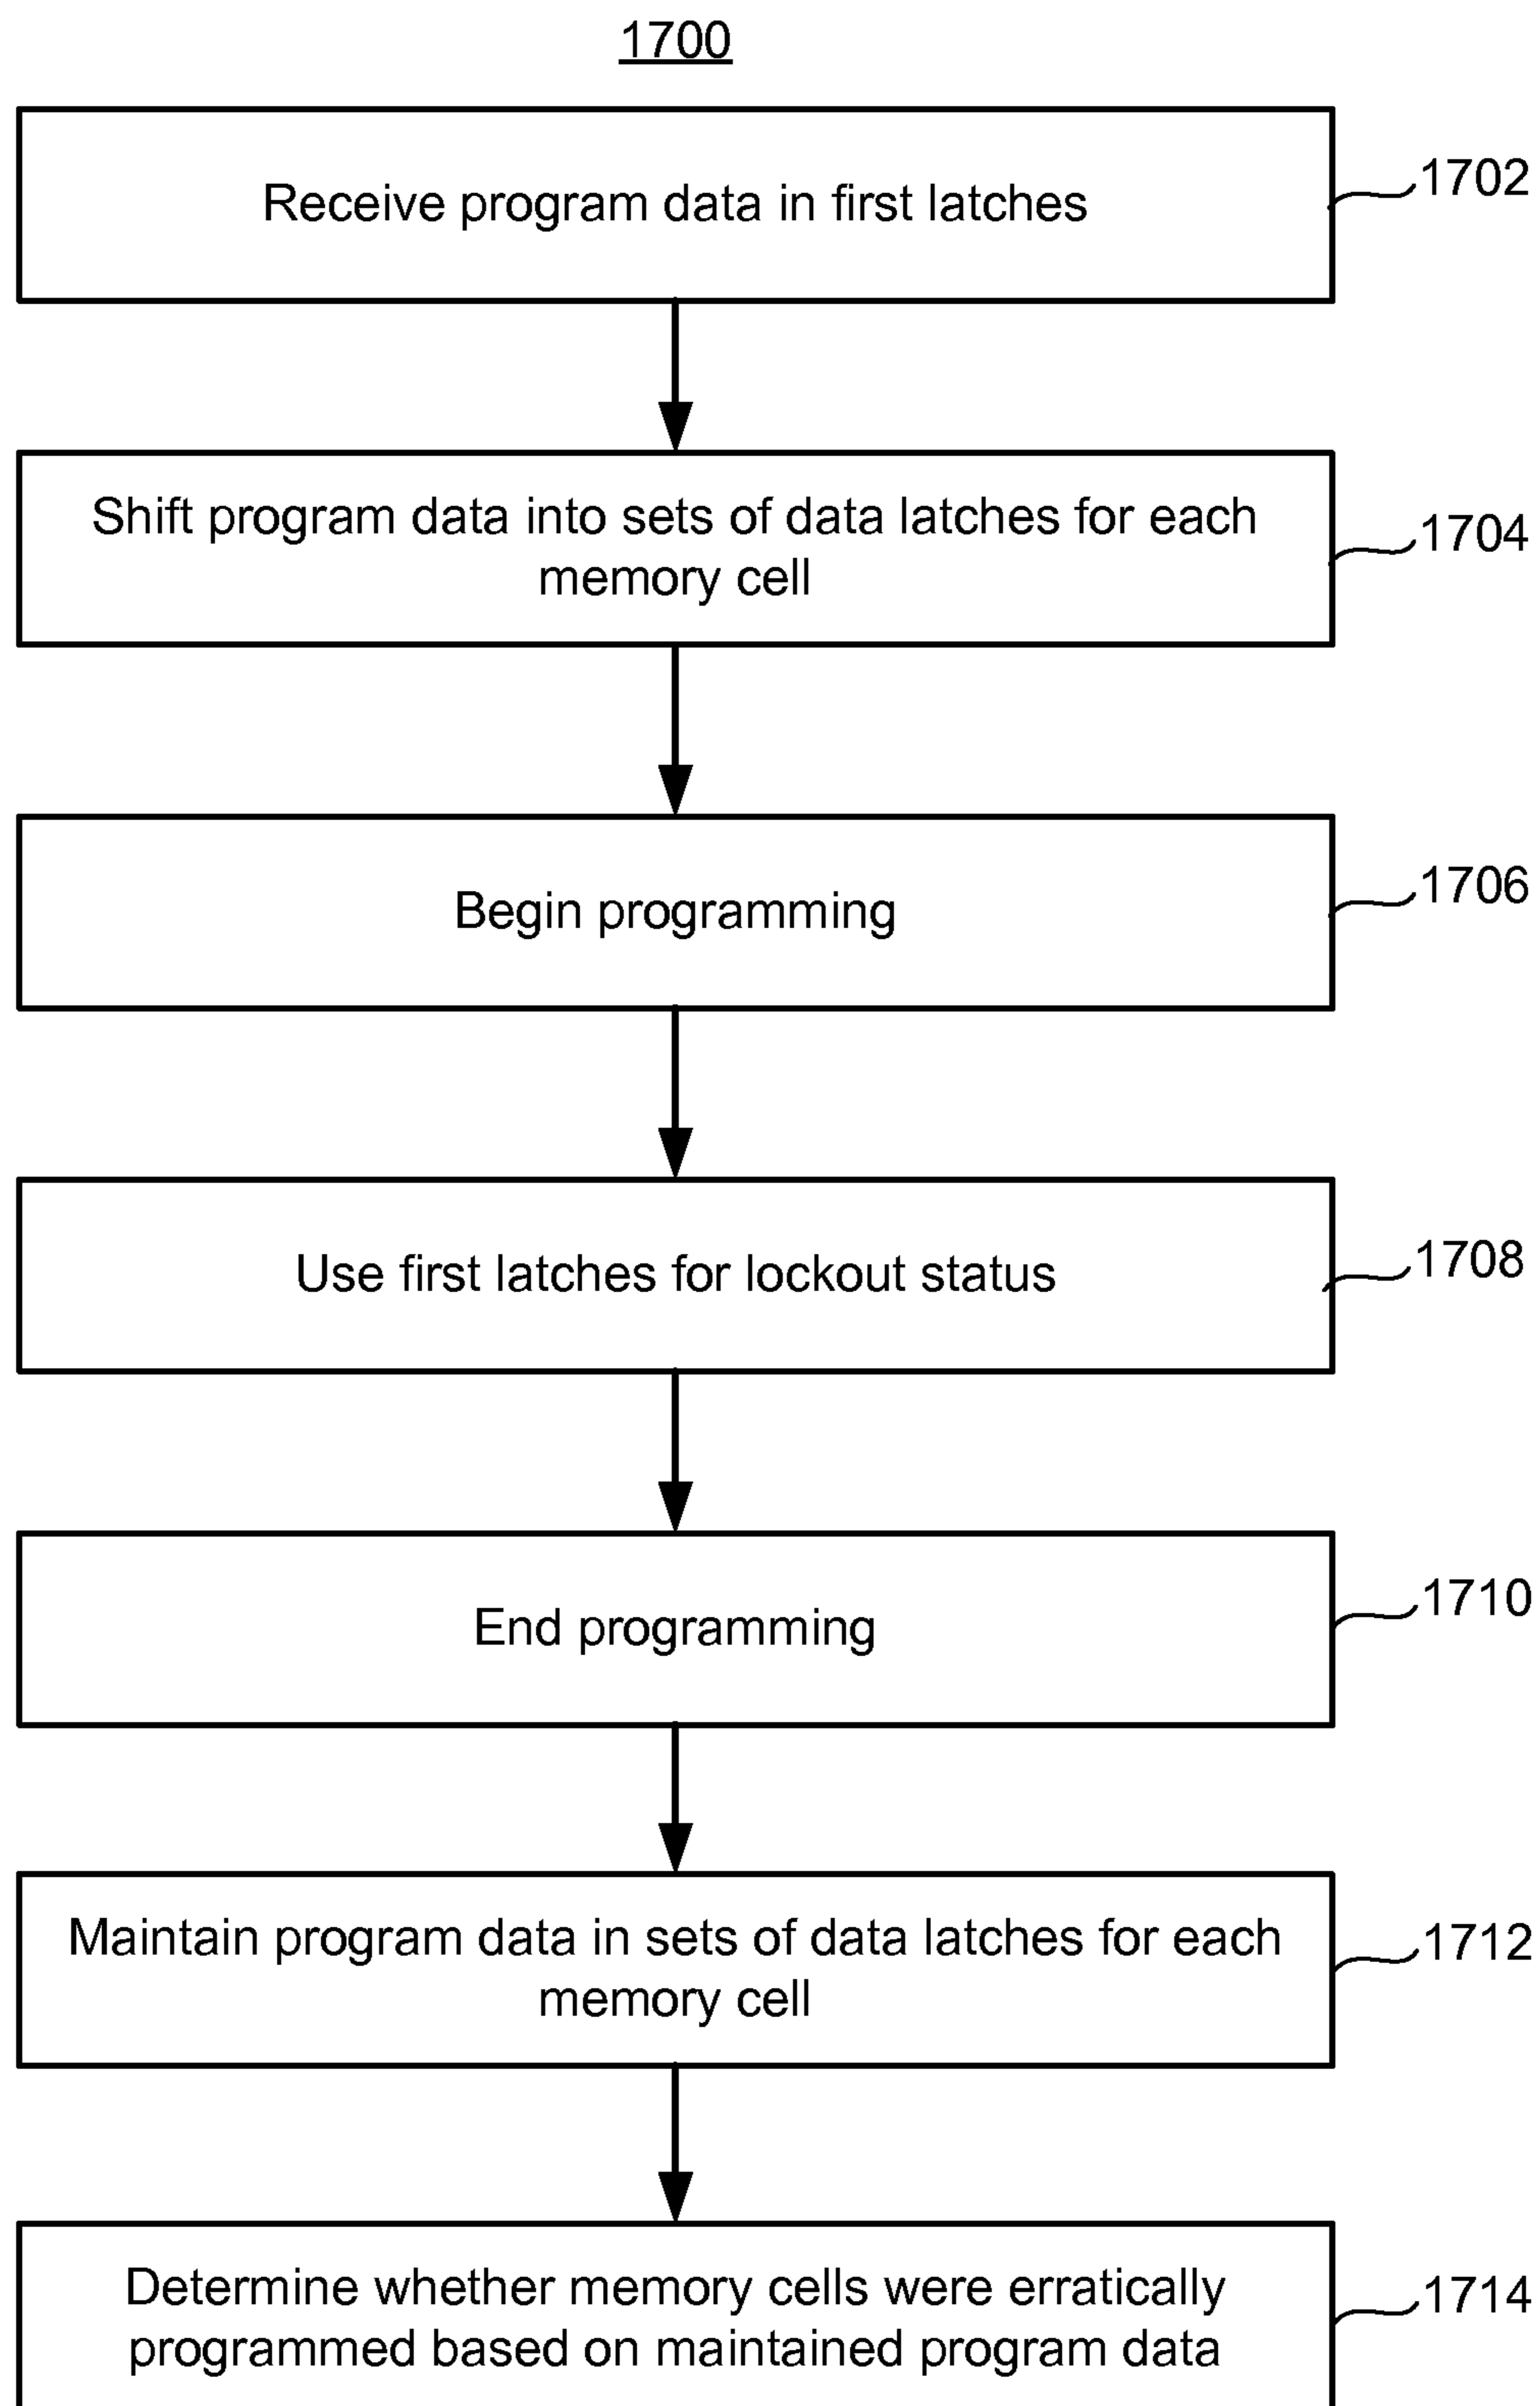 1700
Receive program data in first latches
1702
Shift program data into sets of data latches for each
memory cell
1704
Begin programming
1706
Use first latches for lockout status
1708
End programming
1710
Maintain program data in sets of data latches for each
memory cell
1712
Determine whether memory cells were erratically
programmed based on maintained program data
1714